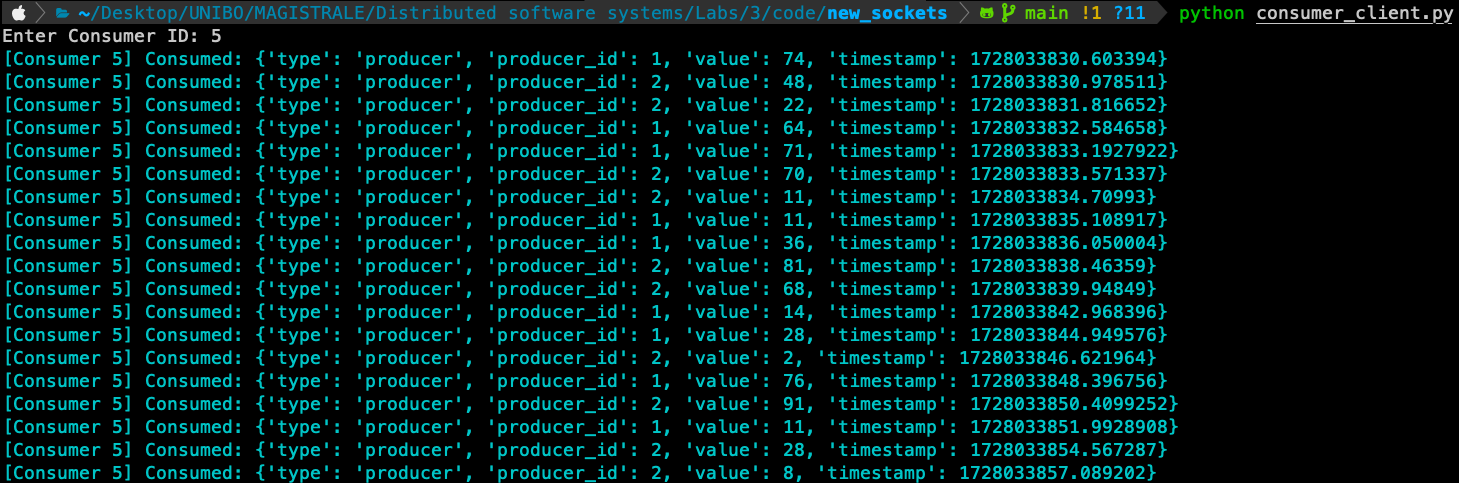 ~/Desktop/UNIBO/MAGISTRALE/Distributed software systems/Labs/3/code/new_sockets main !1 ?11 python consumer_client.py
Enter Consumer ID: 5
[Consumer 5] Consumed: {'type': 'producer', 'producer_id': 1, 'value': 74, 'timestamp': 1728033830.603394}
[Consumer 5] Consumed: {'type': 'producer', 'producer_id': 2, 'value': 48, 'timestamp': 1728033830.978511}
[Consumer 5] Consumed: {'type': 'producer', 'producer_id': 2, 'value': 22, 'timestamp': 1728033831.816652}
[Consumer 5] Consumed: {'type': 'producer', 'producer_id': 1, 'value': 64, 'timestamp': 1728033832.584658}
[Consumer 5] Consumed: {'type': 'producer', 'producer_id': 1, 'value': 71, 'timestamp': 1728033833.1927922}
[Consumer 5] Consumed: {'type': 'producer', 'producer_id': 2, 'value': 70, 'timestamp': 1728033833.571337}
[Consumer 5] Consumed: {'type': 'producer', 'producer_id': 2, 'value': 11, 'timestamp': 1728033834.70993}
[Consumer 5] Consumed: {'type': 'producer', 'producer_id': 1, 'value': 11, 'timestamp': 1728033835.108917}
[Consumer 5] Consumed: {'type': 'producer', 'producer_id': 1, 'value': 36, 'timestamp': 1728033836.050004}
[Consumer 5] Consumed: {'type': 'producer', 'producer_id': 2, 'value': 81, 'timestamp': 1728033838.46359}
[Consumer 5] Consumed: {'type': 'producer', 'producer_id': 2, 'value': 68, 'timestamp': 1728033839.94849}
[Consumer 5] Consumed: {'type': 'producer', 'producer_id': 1, 'value': 14, 'timestamp': 1728033842.968396}
[Consumer 5] Consumed: {'type': 'producer', 'producer_id': 1, 'value': 28, 'timestamp': 1728033844.949576}
[Consumer 5] Consumed: {'type': 'producer', 'producer_id': 2, 'value': 2, 'timestamp': 1728033846.621964}
[Consumer 5] Consumed: {'type': 'producer', 'producer_id': 1, 'value': 76, 'timestamp': 1728033848.396756}
[Consumer 5] Consumed: {'type': 'producer', 'producer_id': 2, 'value': 91, 'timestamp': 1728033850.4099252}
[Consumer 5] Consumed: {'type': 'producer', 'producer_id': 1, 'value': 11, 'timestamp': 1728033851.9928908}
[Consumer 5] Consumed: {'type': 'producer', 'producer_id': 2, 'value': 28, 'timestamp': 1728033854.567287}
[Consumer 5] Consumed: {'type': 'producer', 'producer_id': 2, 'value': 8, 'timestamp': 1728033857.089202}